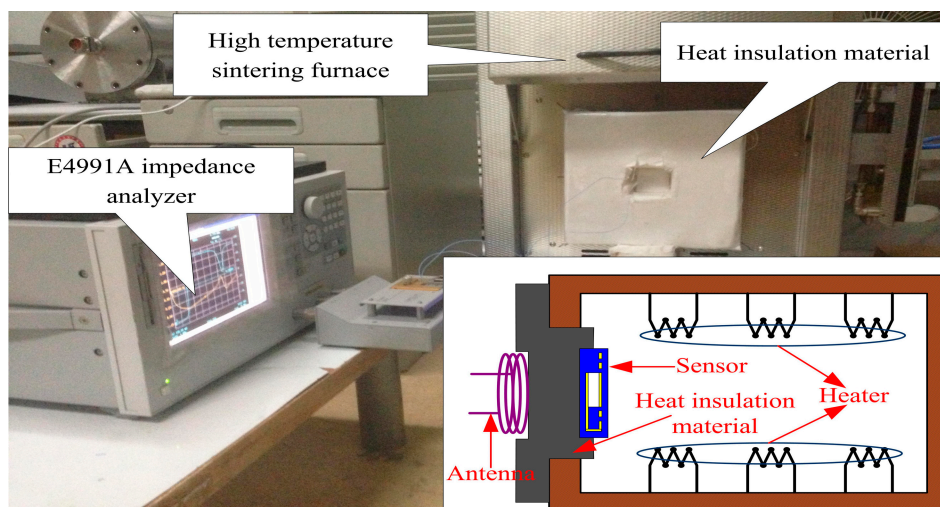 High temperature
sintering furnace
Heat insulation material
E4991A impedance
analyzer
Sensor
Heat insulation
material
Heater
Antenna